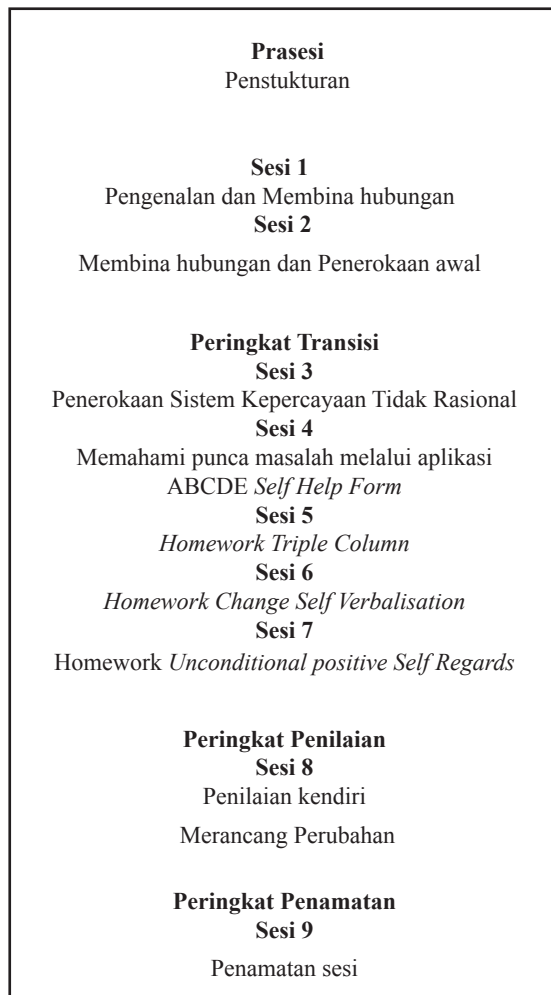 Prasesi
Penstukturan
Sesi 1
Pengenalan dan Membina hubungan
Sesi 2
Membina hubungan dan Penerokaan awal
Peringkat Transisi
Sesi 3
Penerokaan Sistem Kepercayaan Tidak Rasional
Sesi 4
Memahami punca masalah melalui aplikasi
ABCDE Self Help Form
Sesi 5
Homework Triple Column
Sesi 6
Homework Change Self Verbalisation
Sesi 7
Homework Unconditional positive Self Regards
Peringkat Penilaian
Sesi 8
Penilaian kendiri
Merancang Perubahan
Peringkat Penamatan
Sesi 9
Penamatan sesi